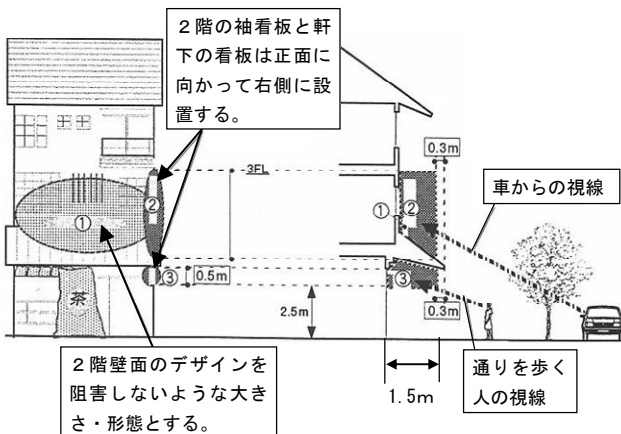 ２階の袖看板と軒
下の看板は正面に
向かって右側に設
置する。
0.3m
3FL
車からの視線
①
②
①
②
③
0.5m
③
茶
2.5m
0.3m
２階壁面のデザインを
阻害しないような大き
さ・形態とする。
1.5m
通りを歩く
人の視線